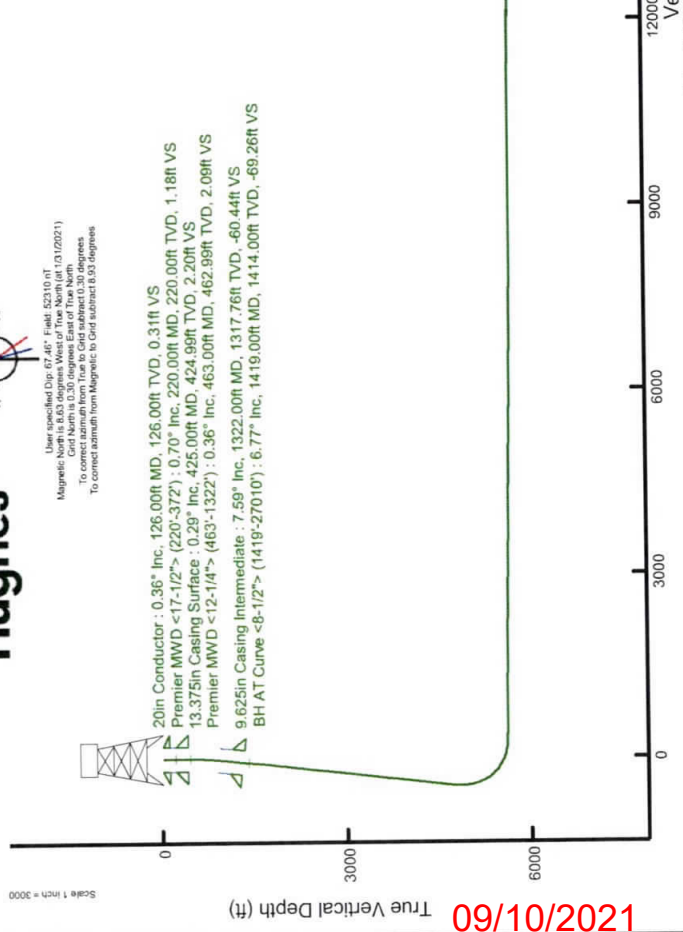 Hughes
User specified Dip: 67.46° Field: 52310 nT
Magnetic North is 8.63 degrees West of True North (at 1/31/2021)
Grid North is 0.30 degrees East of True North
To correct azimuth from True to Grid subtract 0.30 degrees
To correct azimuth from Magnetic to Grid subtract 8.93 degrees
20in Conductor : 0.36° Inc, 126.00ft MD, 126.00ft TVD, 0.31ft VS
Premier MWD <17-1/2"> (220'-372') : 0.70° Inc, 220.00ft MD, 220.00ft TVD, 1.18ft VS
13.375in Casing Surface : 0.29° Inc, 425.00ft MD, 424.99ft TVD, 2.20ft VS
Premier MWD <12-1/4"> (463'-1322') : 0.36° Inc, 463.00ft MD, 462.99ft TVD, 2.09ft VS
9.625in Casing Intermediate : 7.59° Inc, 1322.00ft MD, 1317.76ft TVD, -60.44ft VS
BH AT Curve <8-1/2"> (1419'-27010') : 6.77° Inc, 1419.00ft MD, 1414.00ft TVD, -69.26ft VS
Scale 1 inch = 3000
True Vertical Depth (ft)
0
3000
6000
0
3000
6000
9000
12000
Ve
09/10/2021